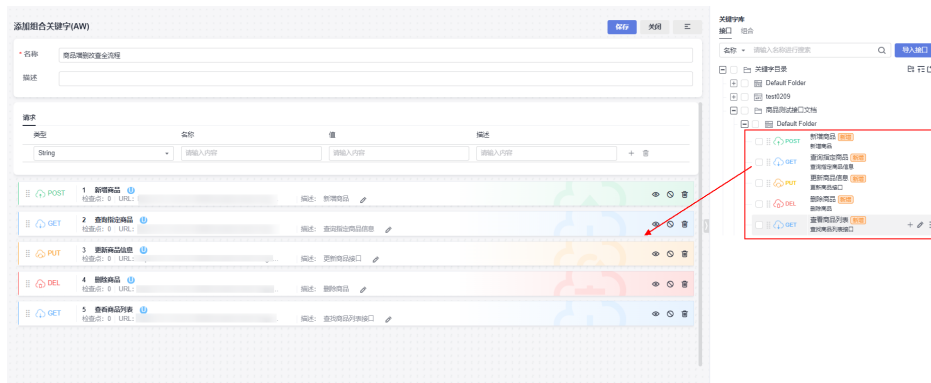 添加组合关键字(AW)
保存 关闭
* 名称 商品增删改查全流程
描述
请求
类型 名称 值 描述
String 请输入内容 请输入内容 请输入内容
POST 1 新增商品
检查点: 0 URL: 描述: 新增商品
GET 2 查询指定商品
检查点: 0 URL: 描述: 查询指定商品信息
PUT 3 更新商品信息
检查点: 0 URL: 描述: 更新商品接口
DEL 4 删除商品
检查点: 0 URL: 描述: 删除商品
GET 5 查看商品列表
检查点: 0 URL: 描述: 查找商品列表接口
关键字库
接口 组合
名称 请输入名称进行搜索 导入接口
关键字目录
Default Folder
test0209
商品测试接口文档
Default Folder
POST 新增商品 新增
新增商品
GET 查询指定商品 新增
查询指定商品信息
PUT 更新商品信息 新增
更新商品接口
DEL 删除商品 新增
删除商品
GET 查看商品列表 新增
查找商品列表接口